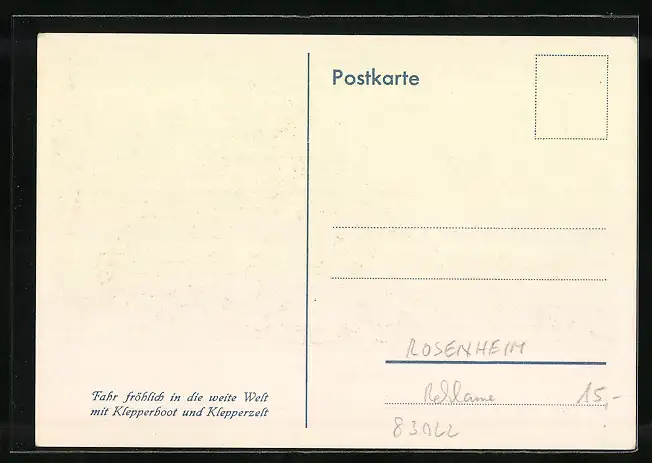 Postkarte
ROSENHEIM
Reklame 15,-
83022
Fahr fröhlich in die weite Welt
mit Klepperboot und Klepperzelt